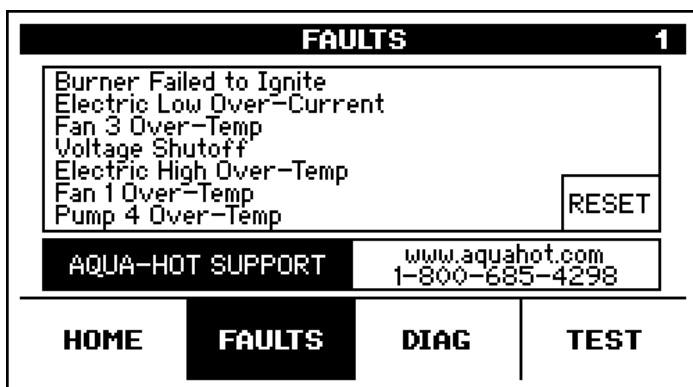 FAULTS 1
Burner Failed to Ignite
Electric Low Over-Current
Fan 3 Over-Temp
Voltage Shutoff
Electric High Over-Temp
Fan 1 Over-Temp
Pump 4 Over-Temp
RESET
AQUA-HOT SUPPORT
www.aquahot.com
1-800-685-4298
HOME FAULTS DIAG TEST